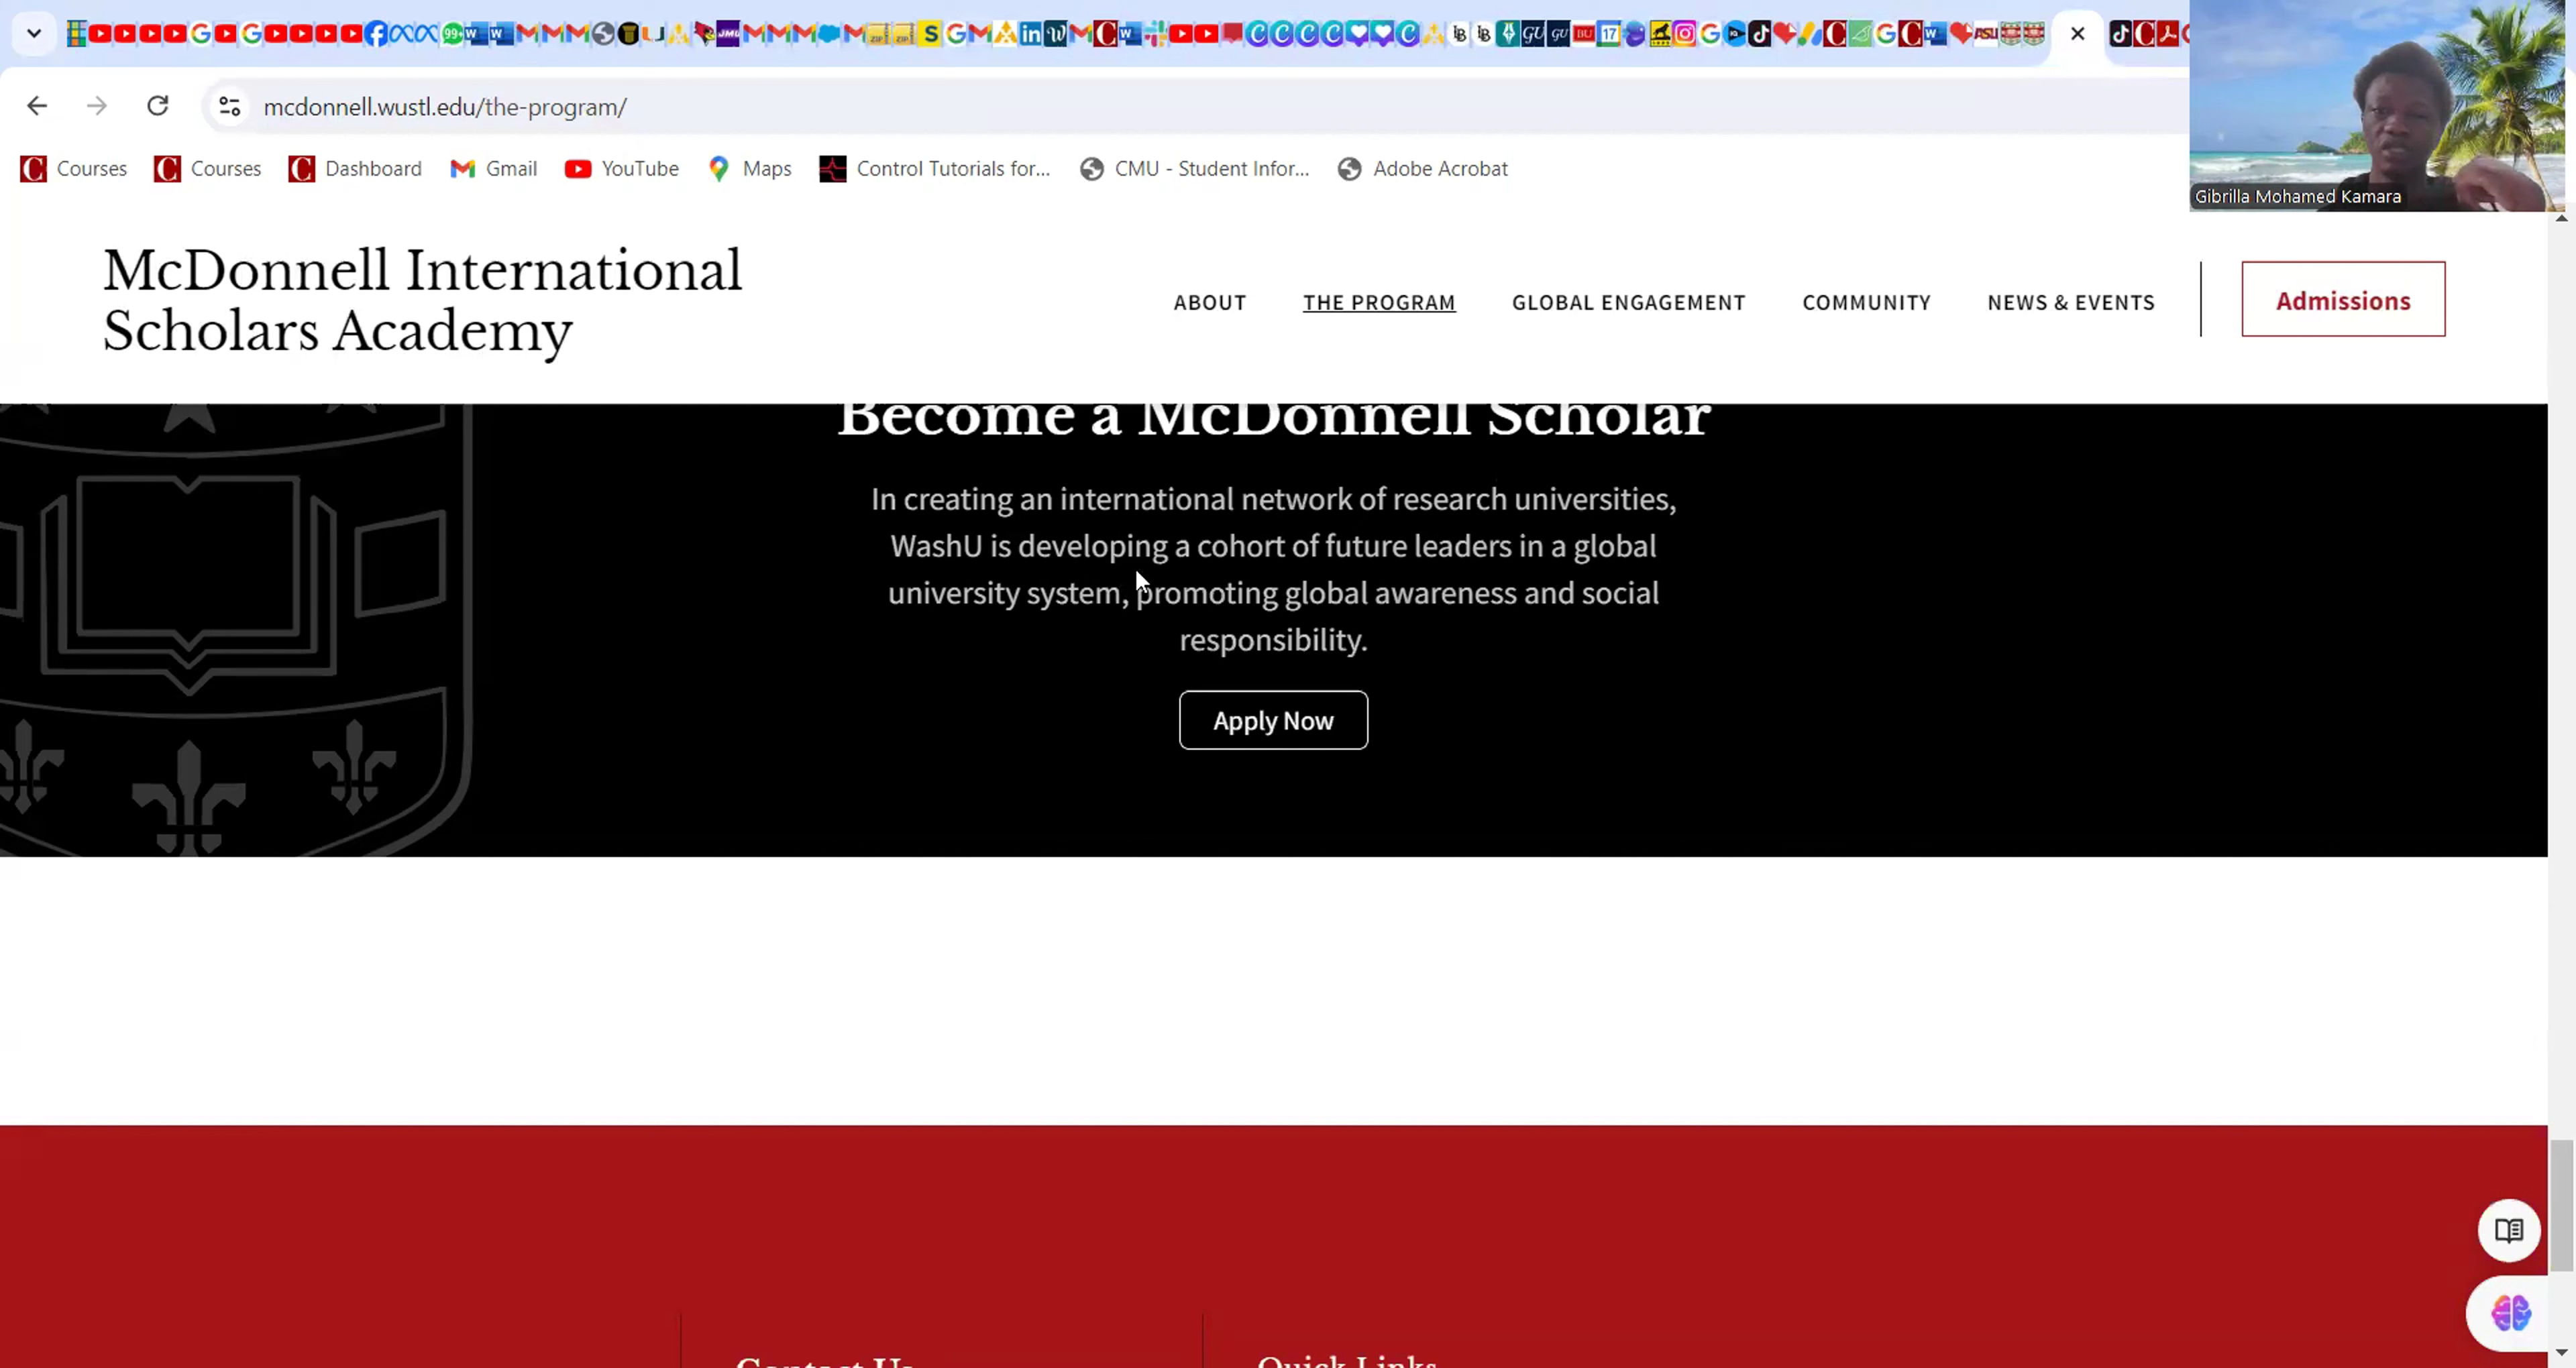 mcdonnell.wustl.edu/the-program/
Courses Courses Dashboard Gmail YouTube Maps Control Tutorials for... CMU - Student Infor... Adobe Acrobat
Gibrilla Mohamed Kamara
McDonnell International
Scholars Academy
ABOUT THE PROGRAM GLOBAL ENGAGEMENT COMMUNITY NEWS & EVENTS Admissions
Become a McDonnell Scholar
In creating an international network of research universities,
WashU is developing a cohort of future leaders in a global
university system, promoting global awareness and social
responsibility.
Apply Now
Contact Us Quick Links